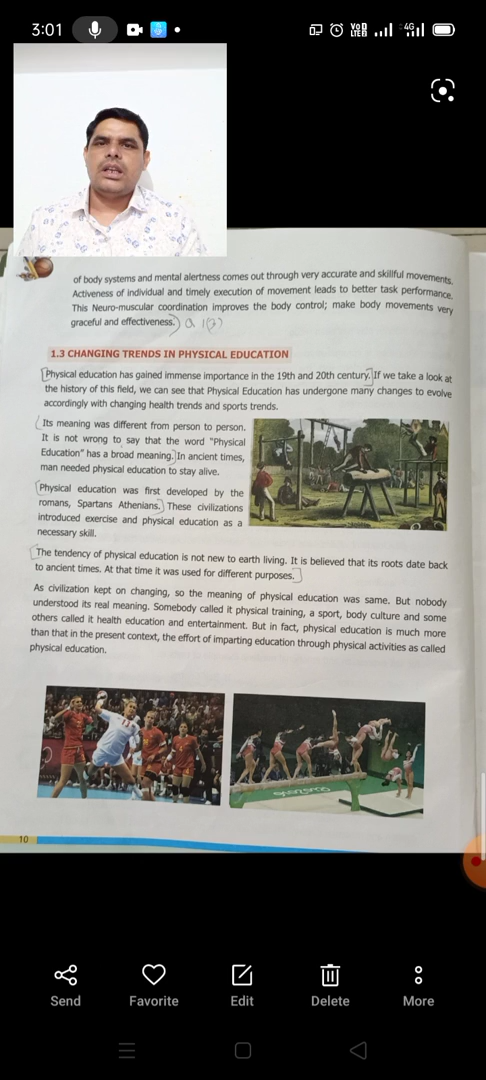 3:01
Vo
LTE
4G
of body systems and mental alertness comes out through very accurate and skillful movements.
Activeness of individual and timely execution of movement leads to better task performance.
This Neuro-muscular coordination improves the body control; make body movements very
graceful and effectiveness.
1.3 CHANGING TRENDS IN PHYSICAL EDUCATION
Physical education has gained immense importance in the 19th and 20th century. If we take a look at
the history of this field, we can see that Physical Education has undergone many changes to evolve
accordingly with changing health trends and sports trends.
Its meaning was different from person to person.
It is not wrong to say that the word "Physical
Education" has a broad meaning. In ancient times,
man needed physical education to stay alive.
Physical education was first developed by the
romans, Spartans Athenians. These civilizations
introduced exercise and physical education as a
necessary skill.
The tendency of physical education is not new to earth living. It is believed that its roots date back
to ancient times. At that time it was used for different purposes.
As civilization kept on changing, so the meaning of physical education was same. But nobody
understood its real meaning. Somebody called it physical training, a sport, body culture and some
others called it health education and entertainment. But in fact, physical education is much more
than that in the present context, the effort of imparting education through physical activities as called
physical education.
10
Send
Favorite
Edit
Delete
More